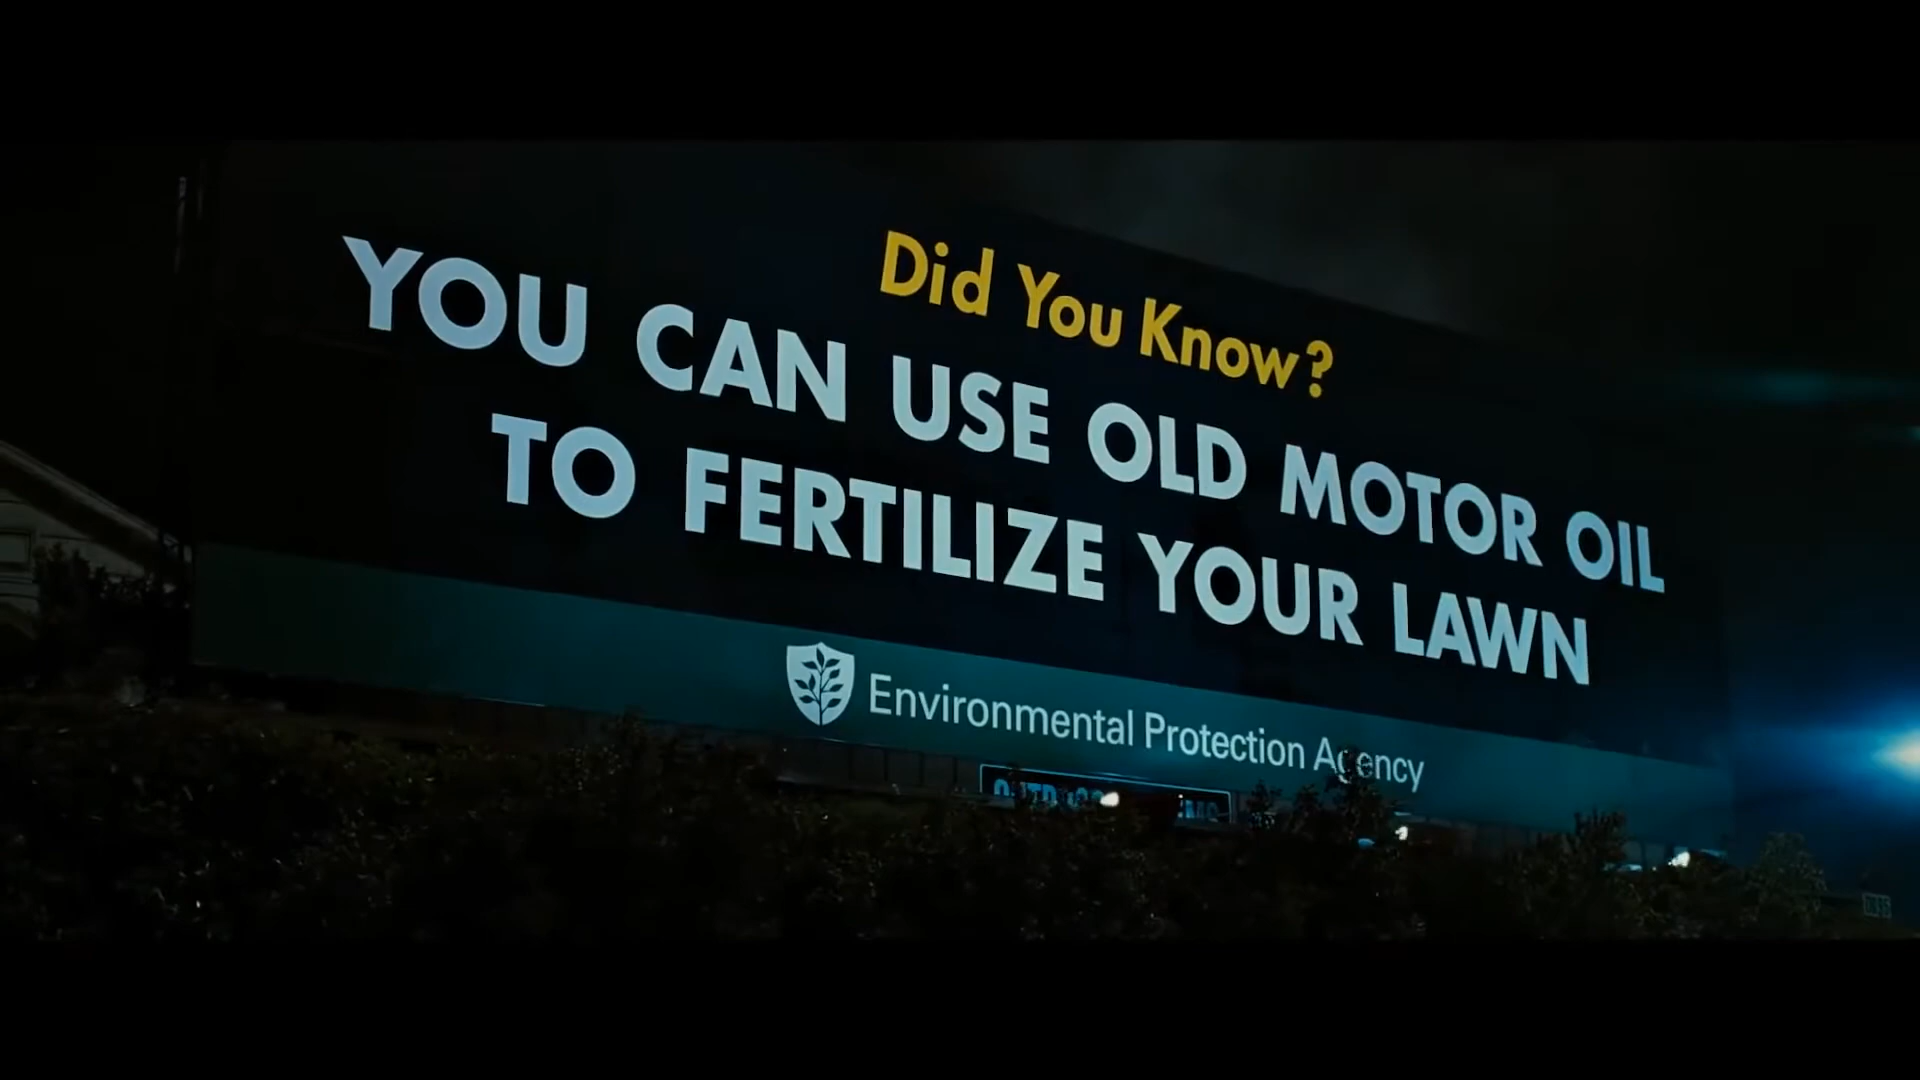 Did You Know?
YOU CAN USE OLD MOTOR OIL
TO FERTILIZE YOUR LAWN
Environmental Protection Agency